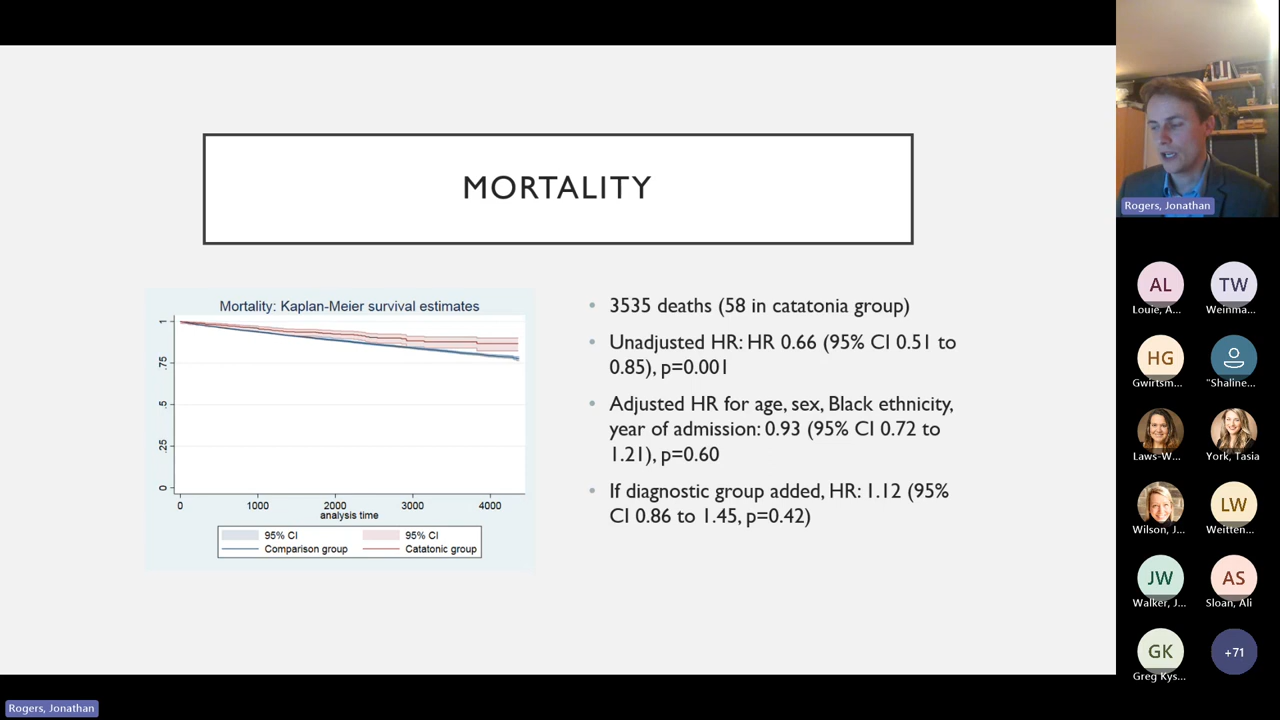 MORTALITY
Mortality: Kaplan-Meier survival estimates
1
.75
.5
.25
0
0 1000 2000 3000 4000
analysis time
95% CI 95% CI
Comparison group Catatonic group
• 3535 deaths (58 in catatonia group)
• Unadjusted HR: HR 0.66 (95% CI 0.51 to
0.85), p=0.001
• Adjusted HR for age, sex, Black ethnicity,
year of admission: 0.93 (95% CI 0.72 to
1.21), p=0.60
• If diagnostic group added, HR: 1.12 (95%
CI 0.86 to 1.45, p=0.42)
Rogers, Jonathan
AL TW
Louie, A... Weinma...
HG
Gwirtsm... "Shaline...
Laws-W... York, Tasia
LW
Wilson, J... Weitten...
JW AS
Walker, J... Sloan, Ali
GK +71
Greg Kys...
Rogers, Jonathan